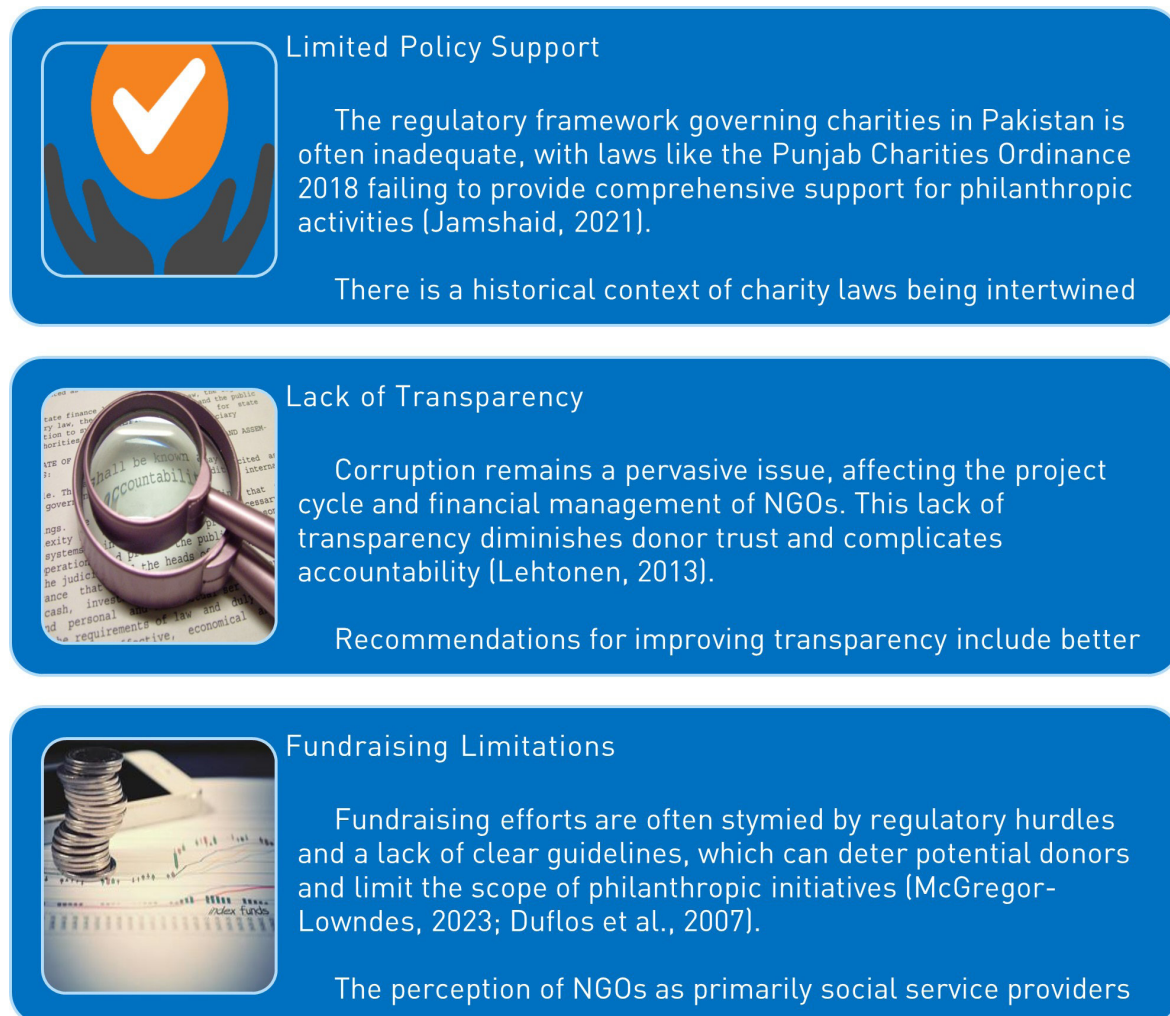 Limited Policy Support
The regulatory framework governing charities in Pakistan is
often inadequate, with laws like the Punjab Charities Ordinance
2018 failing to provide comprehensive support for philanthropic
activities (Jamshaid, 2021).
There is a historical context of charity laws being intertwined
Lack of Transparency
Corruption remains a pervasive issue, affecting the project
cycle and financial management of NGOs. This lack of
transparency diminishes donor trust and complicates
accountability (Lehtonen, 2013).
Recommendations for improving transparency include better
shall be known
accountabili
Fundraising Limitations
Fundraising efforts are often stymied by regulatory hurdles
and a lack of clear guidelines, which can deter potential donors
and limit the scope of philanthropic initiatives (McGregor-
Lowndes, 2023; Duflos et al., 2007).
The perception of NGOs as primarily social service providers
index funds